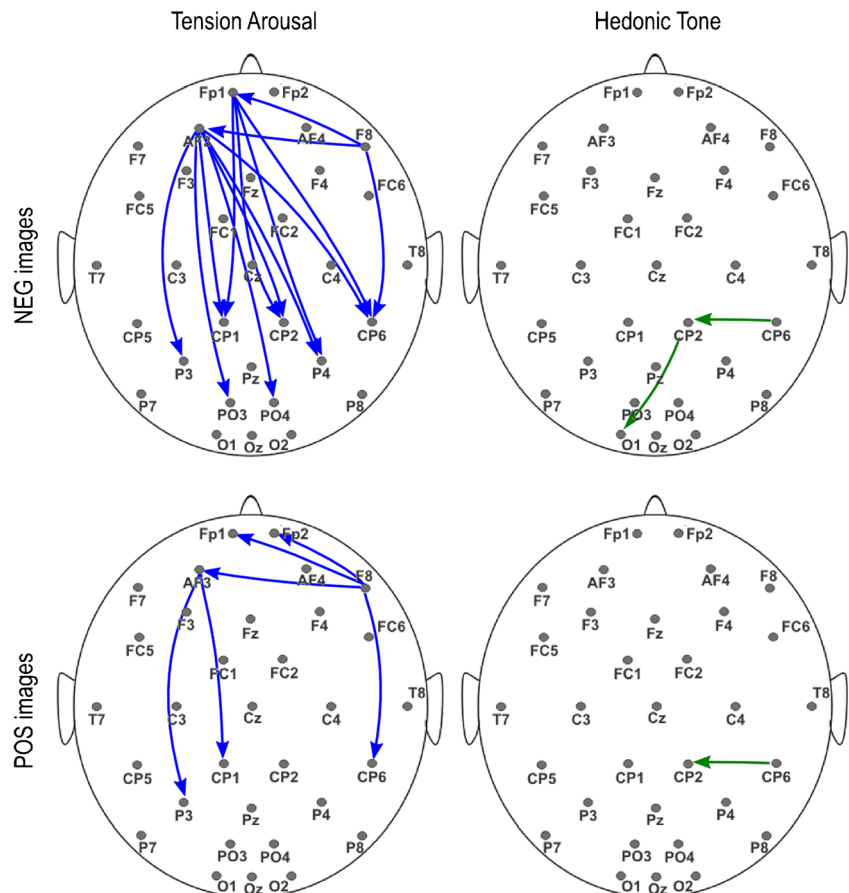 Tension Arousal
Hedonic Tone
NEG images
Fp1 Fp2
AF3 AF4 F8
F7 F3 Fz F4
FC5 FC1 FC2 FC6
T7 C3 Cz C4 T8
CP5 CP1 CP2 CP6
P7 P3 Pz P4 P8
PO3 PO4
O1 Oz O2
Fp1 Fp2
AF3 AF4 F8
F7 F3 Fz F4
FC5 FC1 FC2 FC6
T7 C3 Cz C4 T8
CP5 CP1 CP2 CP6
P7 P3 Pz P4 P8
PO3 PO4
O1 Oz O2
POS images
Fp1 Fp2
AF3 AF4 F8
F7 F3 Fz F4
FC5 FC1 FC2 FC6
T7 C3 Cz C4 T8
CP5 CP1 CP2 CP6
P7 P3 Pz P4 P8
PO3 PO4
O1 Oz O2
Fp1 Fp2
AF3 AF4 F8
F7 F3 Fz F4
FC5 FC1 FC2 FC6
T7 C3 Cz C4 T8
CP5 CP1 CP2 CP6
P7 P3 Pz P4 P8
PO3 PO4
O1 Oz O2